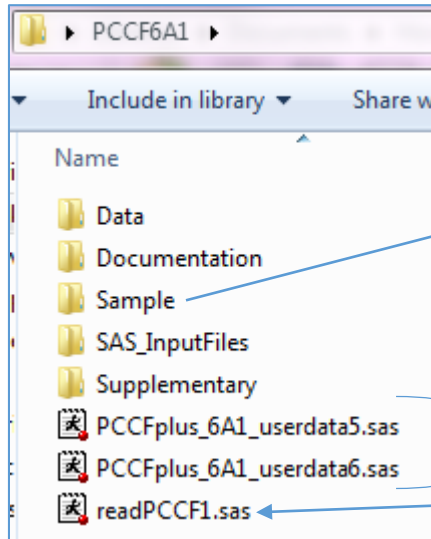 PCCF6A1
Include in library
Share w
Name
Data
Documentation
Sample
SAS_InputFiles
Supplementary
PCCFplus_6A1_userdata5.sas
PCCFplus_6A1_userdata6.sas
readPCCF1.sas